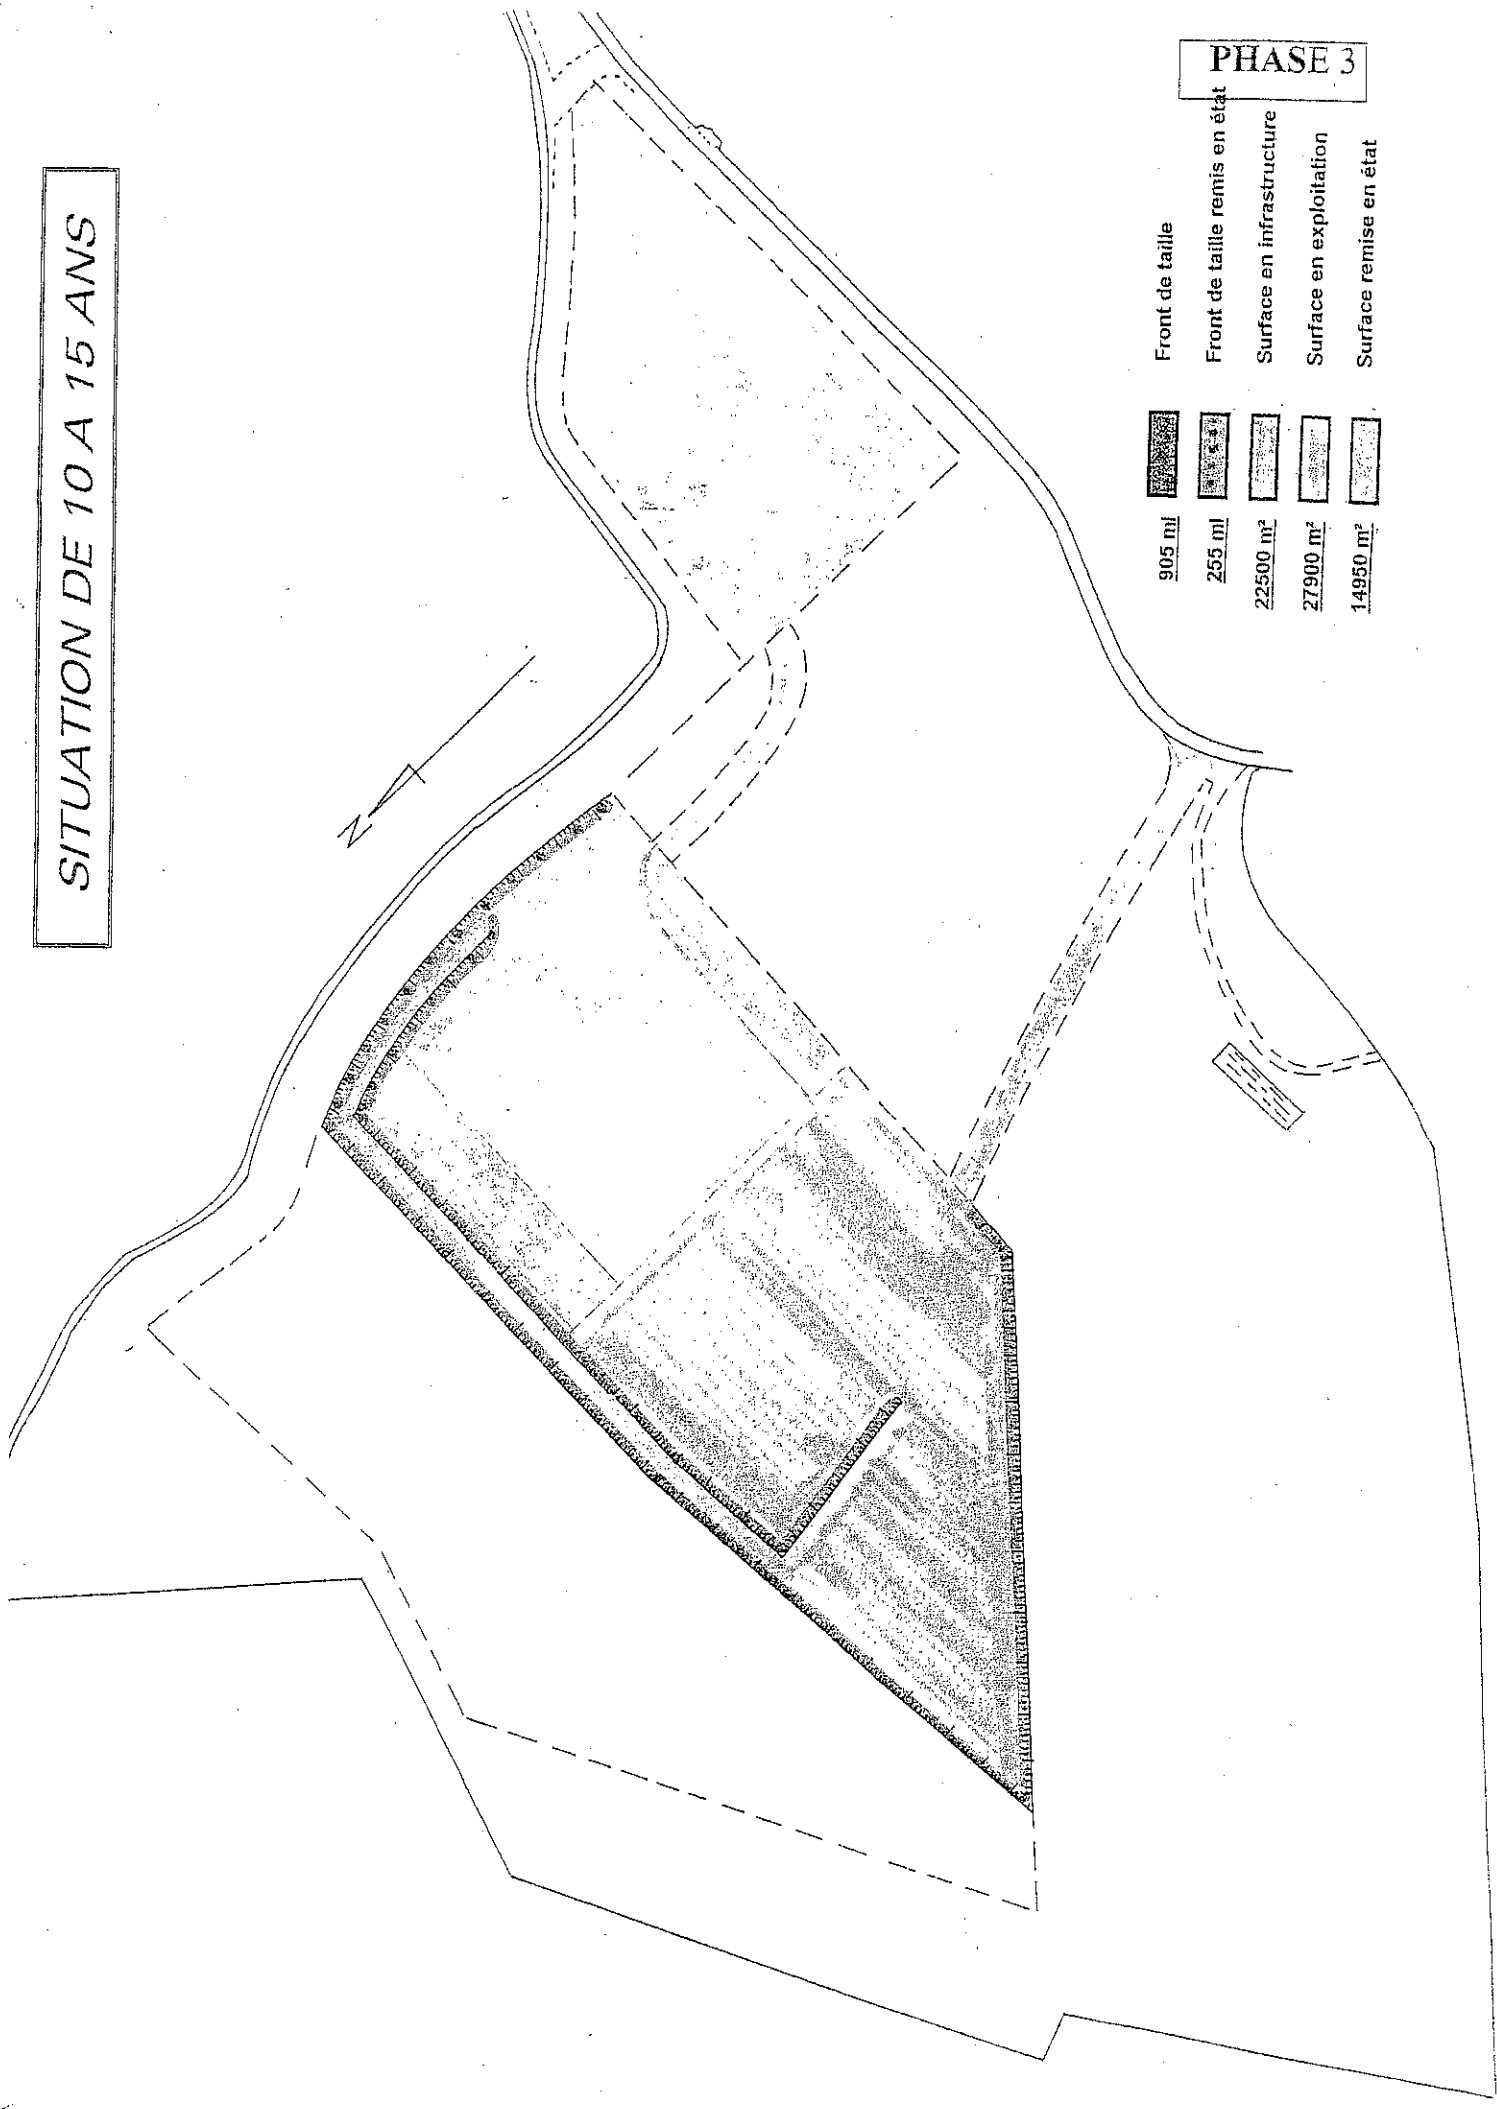 SITUATION DE 10 A 15 ANS
N
PHASE 3
905 ml Front de taille
255 ml Front de taille remis en état
22500 m² Surface en infrastructure
27900 m² Surface en exploitation
14950 m² Surface remise en état